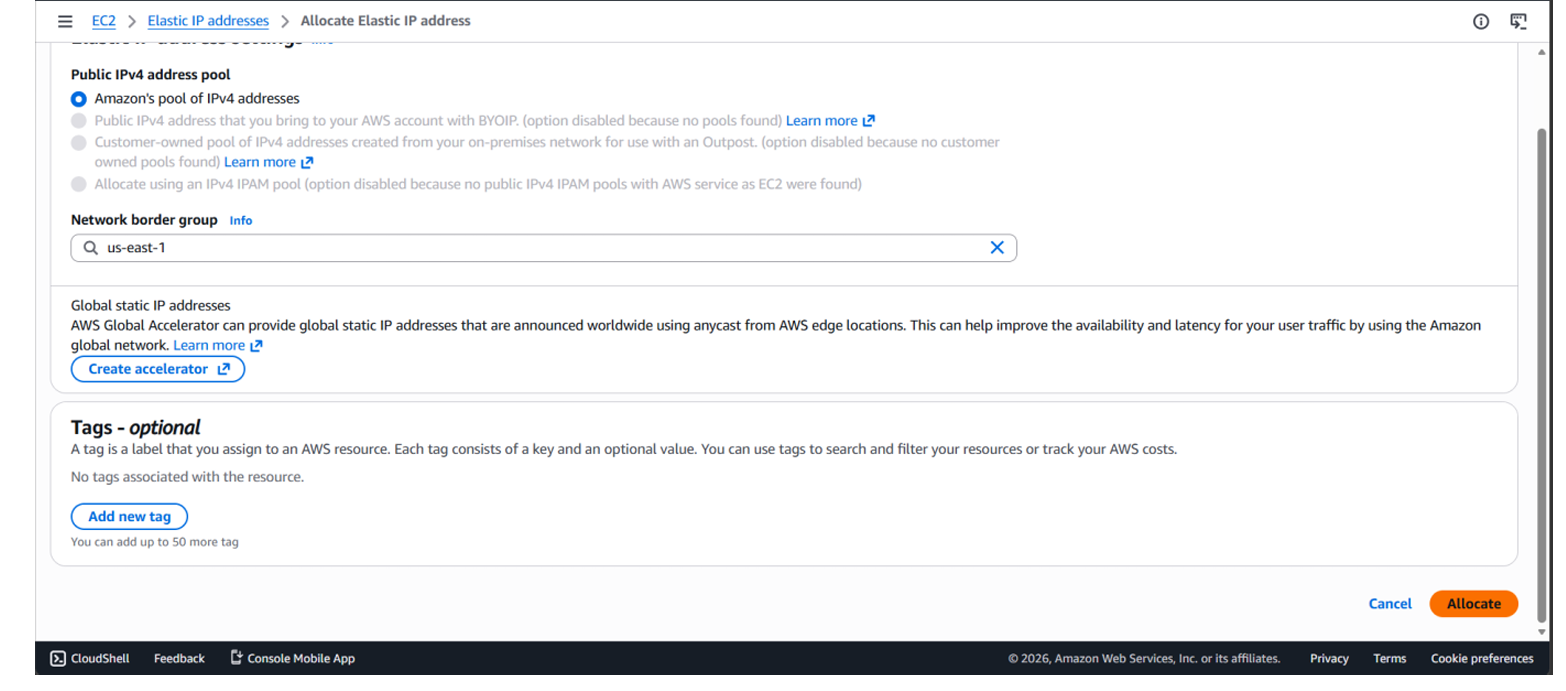 EC2 > Elastic IP addresses > Allocate Elastic IP address
Elastic IP address settings Info
Public IPv4 address pool
Amazon's pool of IPv4 addresses
Public IPv4 address that you bring to your AWS account with BYOIP. (option disabled because no pools found) Learn more
Customer-owned pool of IPv4 addresses created from your on-premises network for use with an Outpost. (option disabled because no customer
owned pools found) Learn more
Allocate using an IPv4 IPAM pool (option disabled because no public IPv4 IPAM pools with AWS service as EC2 were found)
Network border group Info
us-east-1
Global static IP addresses
AWS Global Accelerator can provide global static IP addresses that are announced worldwide using anycast from AWS edge locations. This can help improve the availability and latency for your user traffic by using the Amazon
global network. Learn more
Create accelerator
Tags - optional
A tag is a label that you assign to an AWS resource. Each tag consists of a key and an optional value. You can use tags to search and filter your resources or track your AWS costs.
No tags associated with the resource.
Add new tag
You can add up to 50 more tag
Cancel Allocate
CloudShell Feedback Console Mobile App © 2026, Amazon Web Services, Inc. or its affiliates. Privacy Terms Cookie preferences